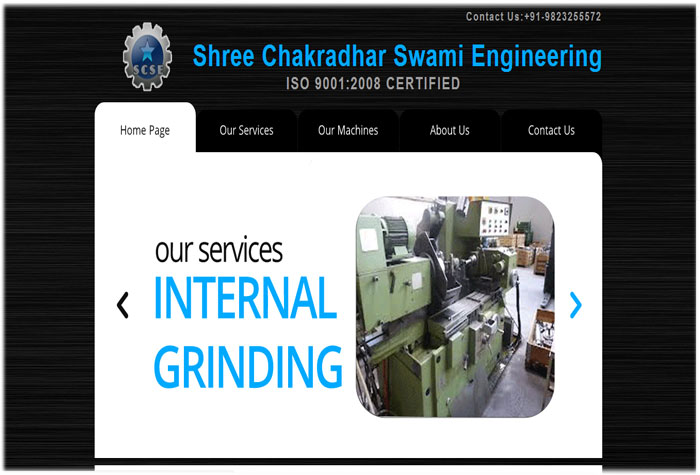 Contact Us:+91-9823255572
SCSE
Shree Chakradhar Swami Engineering
ISO 9001:2008 CERTIFIED
Home Page
Our Services
Our Machines
About Us
Contact Us
our services
INTERNAL
GRINDING